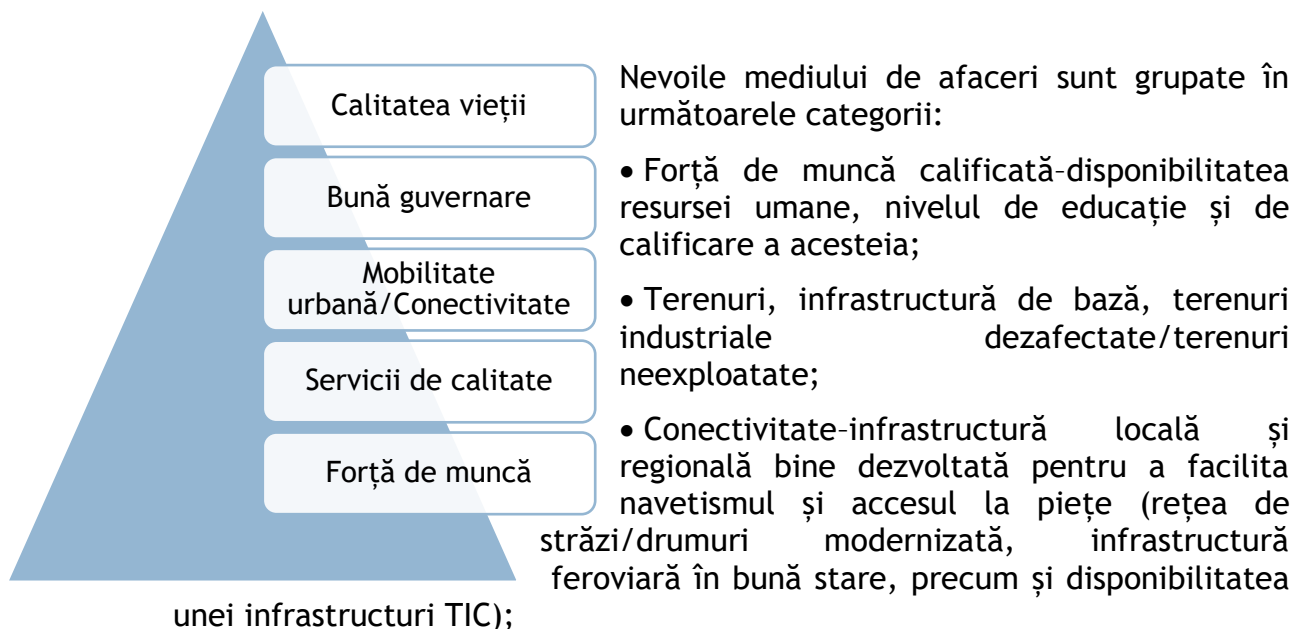 Calitatea vieții
Bună guvernare
Mobilitate
urbană/Conectivitate
Servicii de calitate
Forță de muncă
Nevoile mediului de afaceri sunt grupate în
următoarele categorii:
• Forță de muncă calificată–disponibilitatea
resursei umane, nivelul de educație și de
calificare a acesteia;
• Terenuri, infrastructură de bază, terenuri
industriale dezafectate/terenuri
neexploatate;
• Conectivitate–infrastructură locală și
regională bine dezvoltată pentru a facilita
navetismul și accesul la piețe (rețea de
străzi/drumuri modernizată, infrastructură
feroviară în bună stare, precum și disponibilitatea
unei infrastructuri TIC);